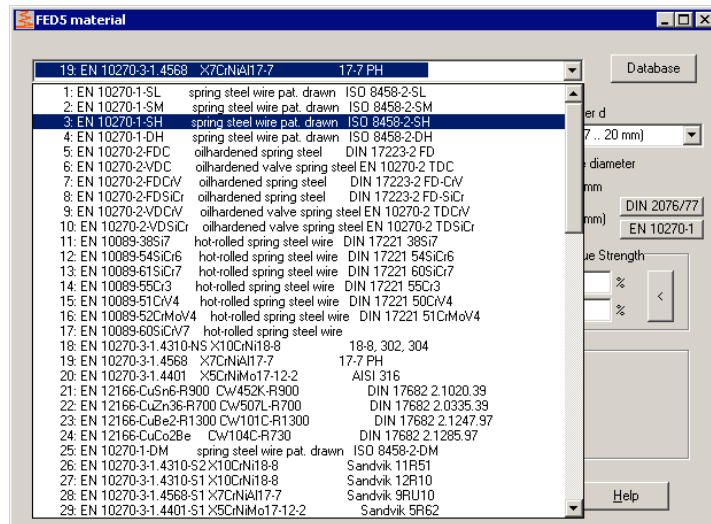 FED5 material
19: EN 10270-3-1.4568 X7CrNiAl17-7 17-7 PH
Database
1: EN 10270-1-SL spring steel wire pat. drawn ISO 8458-2-SL
2: EN 10270-1-SM spring steel wire pat. drawn ISO 8458-2-SM
3: EN 10270-1-SH spring steel wire pat. drawn ISO 8458-2-SH
4: EN 10270-1-DH spring steel wire pat. drawn ISO 8458-2-DH
5: EN 10270-2-FDC oilhardened spring steel DIN 17223-2 FD
6: EN 10270-2-VDC oilhardened valve spring steel EN 10270-2 TDC
7: EN 10270-2-FDCrV oilhardened spring steel DIN 17223-2 FD-CrV
8: EN 10270-2-FDSiCr oilhardened spring steel DIN 17223-2 FD-SiCr
9: EN 10270-2-VDCrV oilhardened valve spring steel EN 10270-2 TDCrV
10: EN 10270-2-VDSiCr oilhardened valve spring steel EN 10270-2 TDSiCr
11: EN 10089-38Si7 hot-rolled spring steel wire DIN 17221 38Si7
12: EN 10089-54SiCr6 hot-rolled spring steel wire DIN 17221 54SiCr6
13: EN 10089-61SiCr7 hot-rolled spring steel wire DIN 17221 60SiCr7
14: EN 10089-55Cr3 hot-rolled spring steel wire DIN 17221 55Cr3
15: EN 10089-51CrV4 hot-rolled spring steel wire DIN 17221 50CrV4
16: EN 10089-52CrMoV4 hot-rolled spring steel wire DIN 17221 51CrMoV4
17: EN 10089-60SiCrV7 hot-rolled spring steel wire
18: EN 10270-3-1.4310-NS X10CrNi18-8 18-8, 302, 304
19: EN 10270-3-1.4568 X7CrNiAl17-7 17-7 PH
20: EN 10270-3-1.4401 X5CrNiMo17-12-2 AISI 316
21: EN 12166-CuSn6-R900 CW452K-R900 DIN 17682 2.1020.39
22: EN 12166-CuZn36-R700 CW507L-R700 DIN 17682 2.0335.39
23: EN 12166-CuBe2-R1300 CW101C-R1300 DIN 17682 2.1247.97
24: EN 12166-CuCo2Be CW104C-R730 DIN 17682 2.1285.97
25: EN 10270-1-DM spring steel wire pat. drawn ISO 8458-2-DM
26: EN 10270-3-1.4310-S2 X10CrNi18-8 Sandvik 11R51
27: EN 10270-3-1.4310-S1 X10CrNi18-8 Sandvik 12R10
28: EN 10270-3-1.4568-S1 X7CrNiAl17-7 Sandvik 9RU10
29: EN 10270-3-1.4401-S1 X5CrNiMo17-12-2 Sandvik 5R62
er d
7 .. 20 mm)
diameter
mm
DIN 2076/77
mm)
EN 10270-1
ue Strength
%
<
%
Help